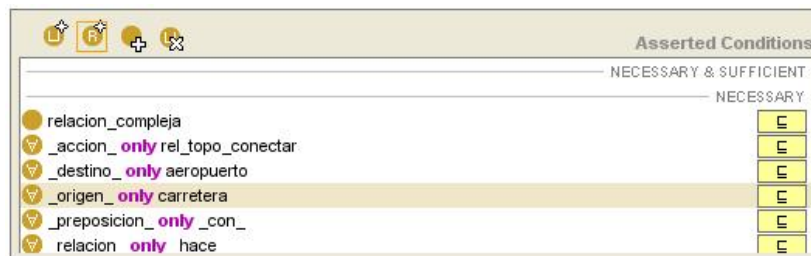 Asserted Conditions
NECESSARY & SUFFICIENT
NECESSARY
relacion_compleja ⊑
∀ _accion_ only rel_topo_conectar ⊑
∀ _destino_ only aeropuerto ⊑
∀ _origen_ only carretera ⊑
∀ _preposicion_ only _con_ ⊑
∀ _relacion_ only _hace_ ⊑